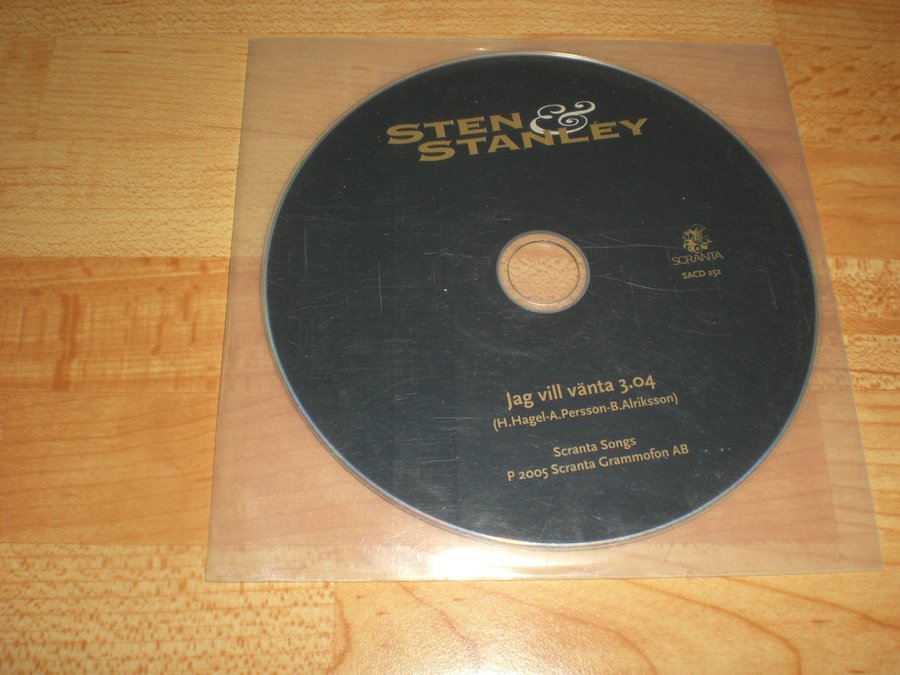 STEN &
STANLEY
SCRANTA
SACD 252
Jag vill vänta 3.04
(H.Hagel-A.Persson-B.Alriksson)
Scranta Songs
P 2005 Scranta Grammofon AB